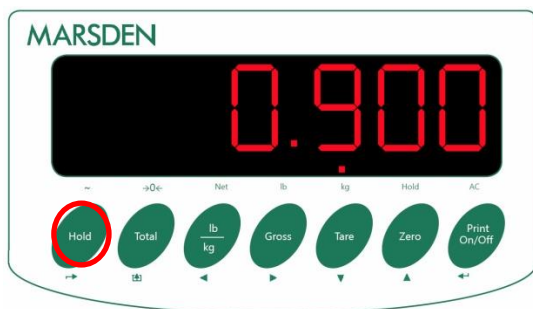 MARSDEN
0.900
~ →0← Net lb kg Hold AC
Hold Total lb/kg Gross Tare Zero Print On/Off